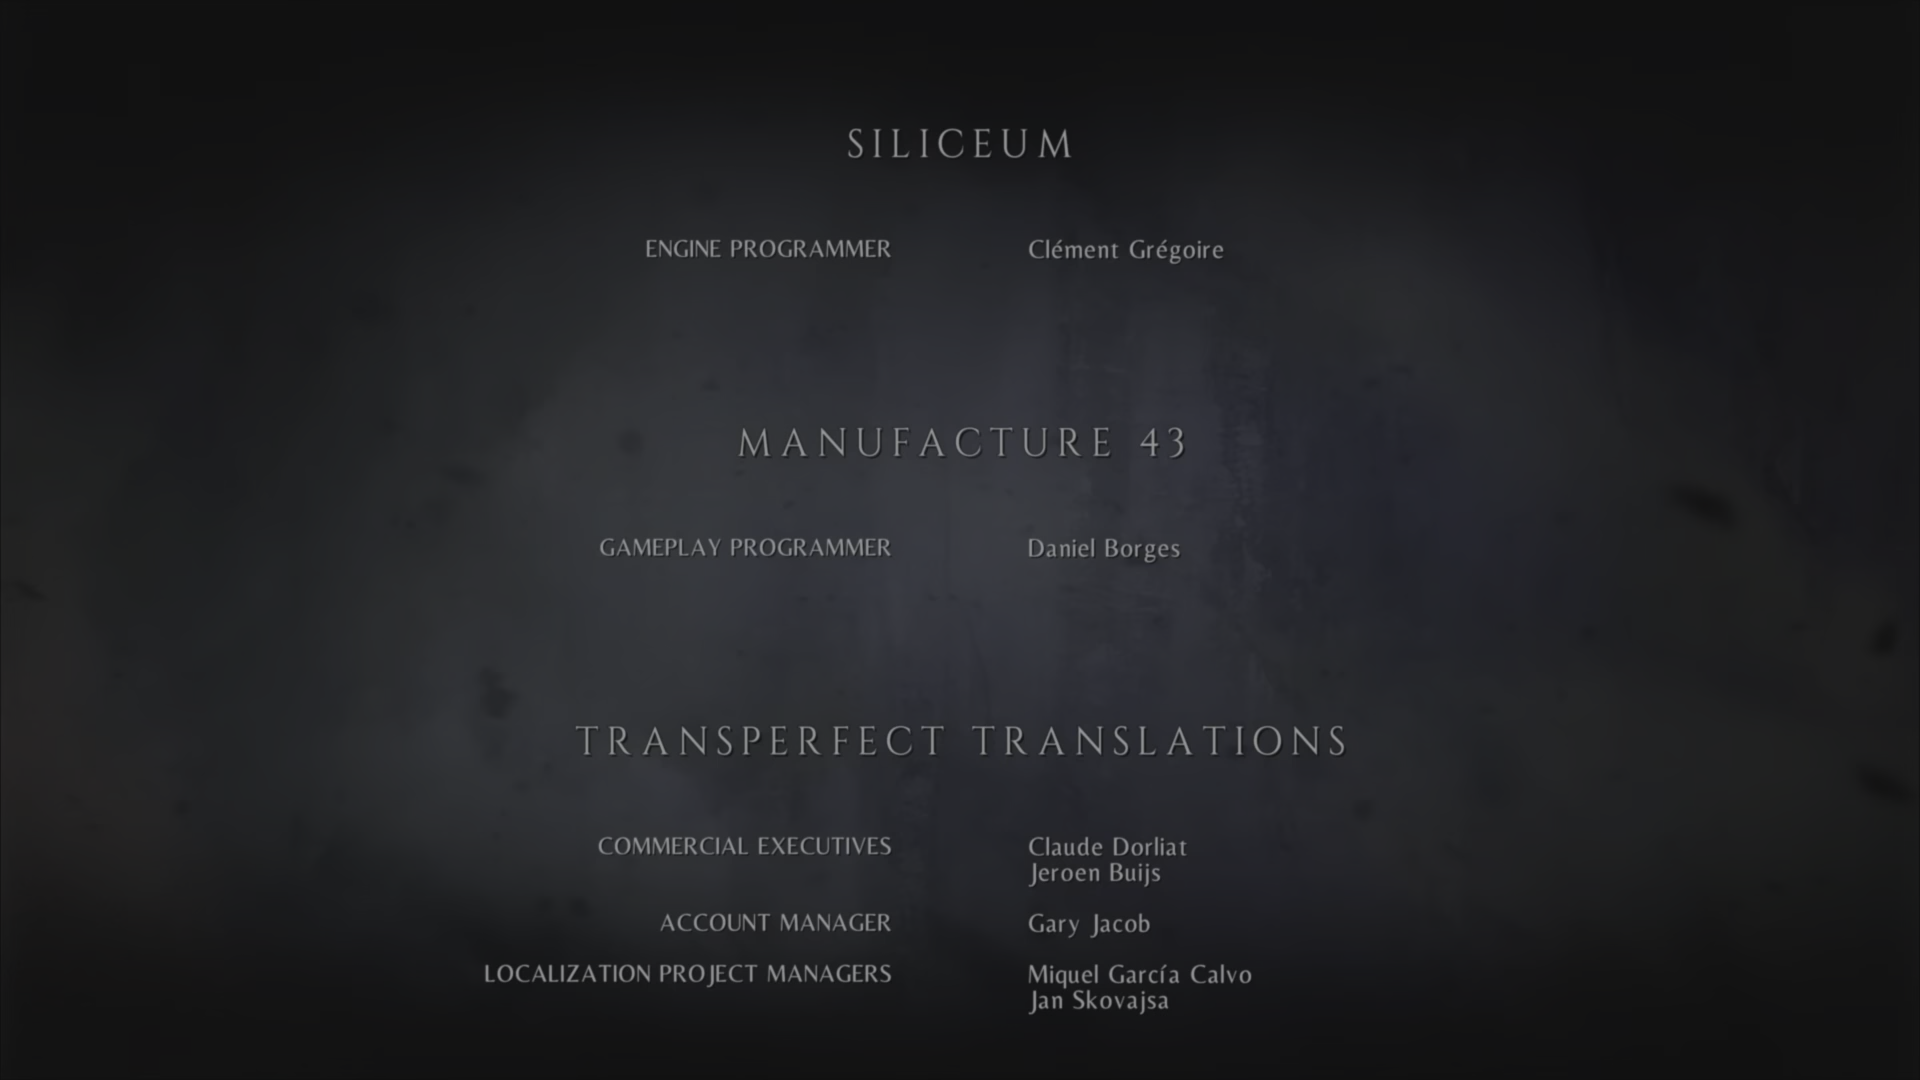 SILICEUM
ENGINE PROGRAMMER Clément Grégoire
MANUFACTURE 43
GAMEPLAY PROGRAMMER Daniel Borges
TRANSPERFECT TRANSLATIONS
COMMERCIAL EXECUTIVES Claude Dorliat
Jeroen Buijs
ACCOUNT MANAGER Gary Jacob
LOCALIZATION PROJECT MANAGERS Miquel García Calvo
Jan Skovajsa